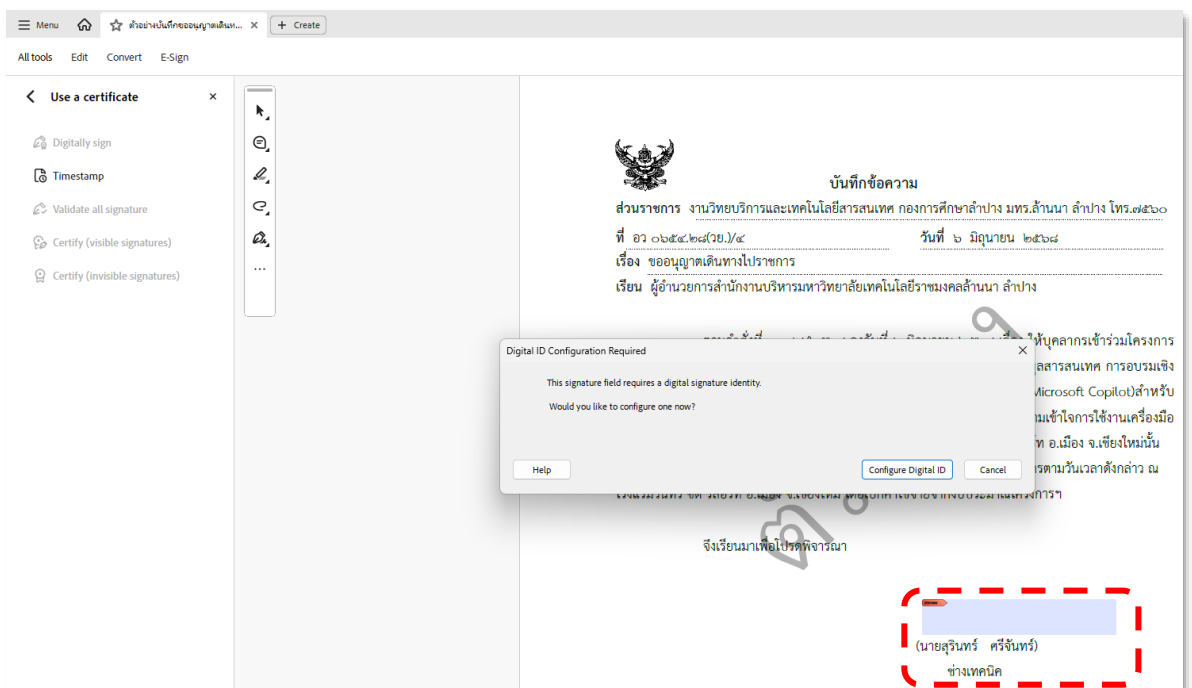 Menu
ตัวอย่างบันทึกขออนุญาตเดินท... ×
+ Create
All tools Edit Convert E-Sign
Use a certificate ×
Digitally sign
Timestamp
Validate all signature
Certify (visible signatures)
Certify (invisible signatures)
บันทึกข้อความ
ส่วนราชการ งานวิทยบริการและเทคโนโลยีสารสนเทศ กองการศึกษาลำปาง มทร.ล้านนา ลำปาง โทร.๗๕๖๐
ที่ อว ๐๖๕๔.๒๘(วย.)/๔ วันที่ ๖ มิถุนายน ๒๕๖๘
เรื่อง ขออนุญาตเดินทางไปราชการ
เรียน ผู้อำนวยการสำนักงานบริหารมหาวิทยาลัยเทคโนโลยีราชมงคลล้านนา ลำปาง
ให้บุคลากรเข้าร่วมโครงการ
Digital ID Configuration Required
ลสารสนเทศ การอบรมเชิง
This signature field requires a digital signature identity.
Microsoft Copilot)สำหรับ
Would you like to configure one now?
ามเข้าใจการใช้งานเครื่องมือ
อ.เมือง จ.เชียงใหม่นั้น
Help Configure Digital ID Cancel
รตามวันเวลาดังกล่าว ณ
จึงเรียนมาเพื่อโปรดพิจารณา
(นายสุรินทร์ ศรีจันทร์)
ช่างเทคนิค